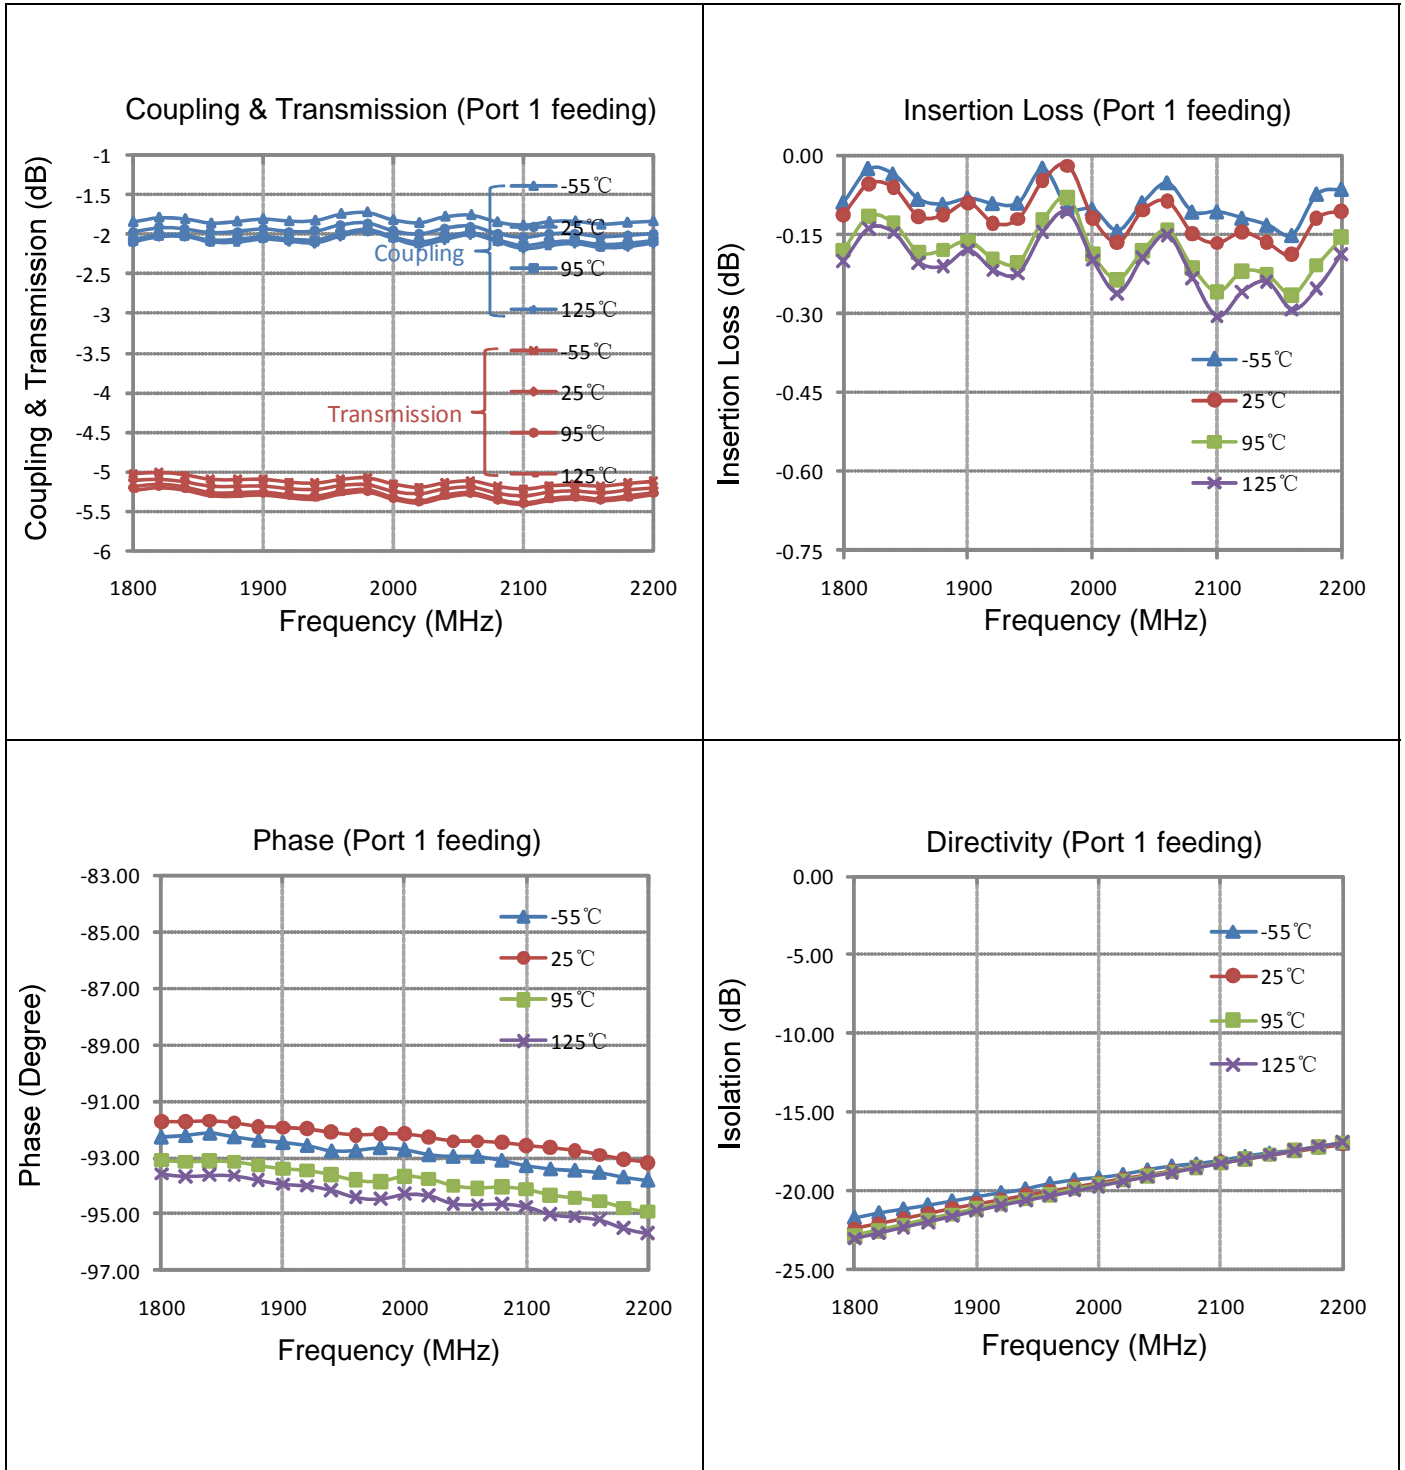 Coupling & Transmission (Port 1 feeding)
Coupling & Transmission (dB)
-1
-1.5
-2
-2.5
-3
-3.5
-4
-4.5
-5
-5.5
-6
-55℃
25℃
Coupling
95℃
125℃
-55℃
25℃
Transmission
95℃
125℃
1800 1900 2000 2100 2200
Frequency (MHz)
Insertion Loss (Port 1 feeding)
Insertion Loss (dB)
0.00
-0.15
-0.30
-0.45
-0.60
-0.75
-55℃
25℃
95℃
125℃
1800 1900 2000 2100 2200
Frequency (MHz)
Phase (Port 1 feeding)
Phase (Degree)
-83.00
-85.00
-87.00
-89.00
-91.00
-93.00
-95.00
-97.00
-55℃
25℃
95℃
125℃
1800 1900 2000 2100 2200
Frequency (MHz)
Directivity (Port 1 feeding)
Isolation (dB)
0.00
-5.00
-10.00
-15.00
-20.00
-25.00
-55℃
25℃
95℃
125℃
1800 1900 2000 2100 2200
Frequency (MHz)